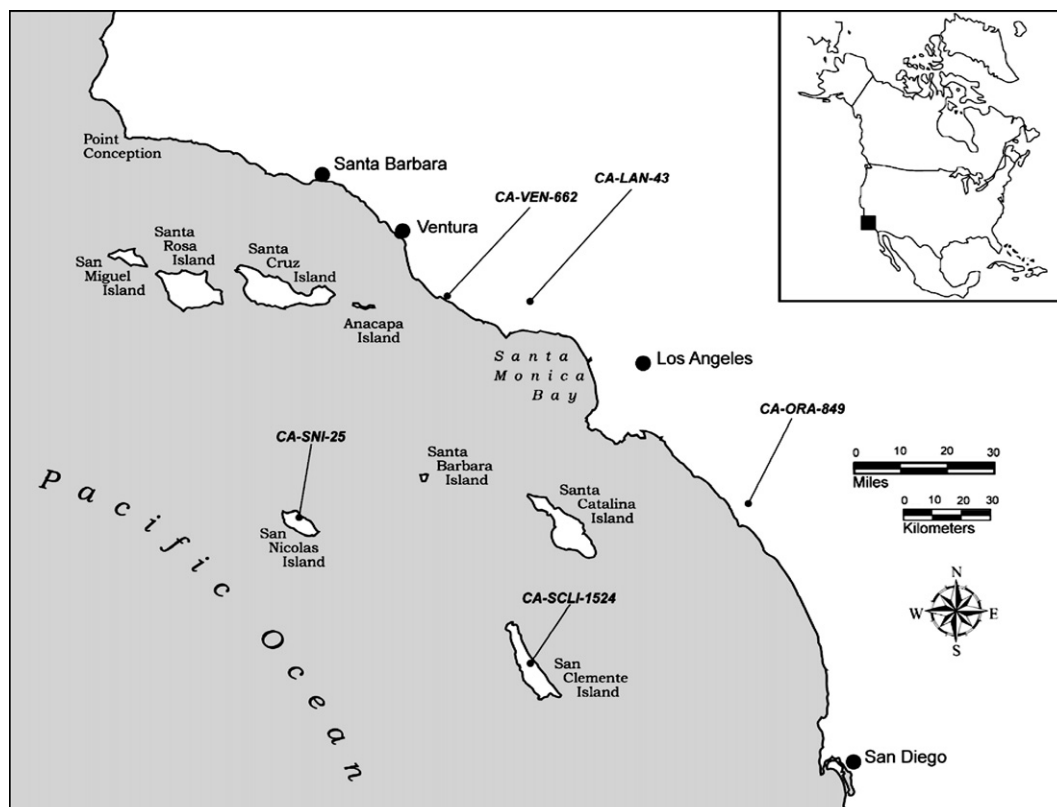 Point
Conception
Santa Barbara
CA-VEN-662
CA-LAN-43
Ventura
San
Miguel
Island
Santa
Rosa
Island
Santa
Cruz
Island
Anacapa
Island
Santa
Monica
Bay
Los Angeles
CA-ORA-849
CA-SNI-25
Santa
Barbara
Island
Santa
Catalina
Island
San
Nicolas
Island
Pacific Ocean
CA-SCLI-1524
San
Clemente
Island
San Diego
0 10 20 30
Miles
0 10 20 30
Kilometers
N
W E
S